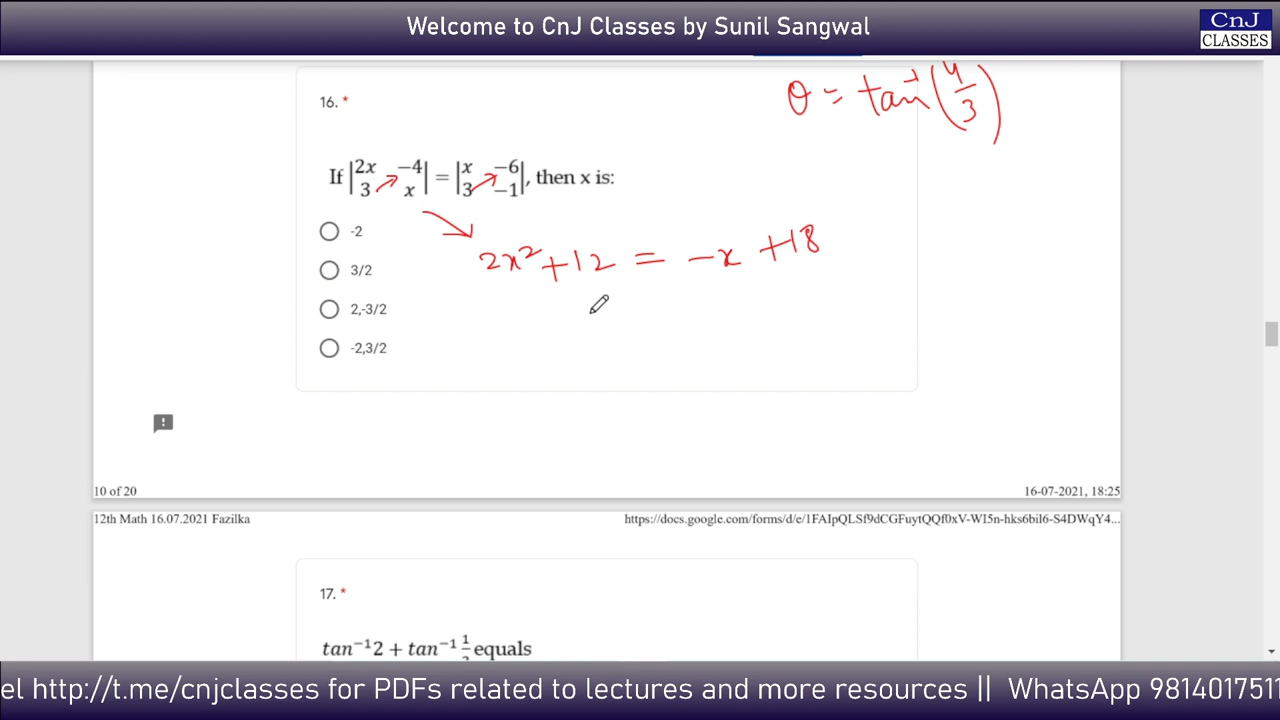 Welcome to CnJ Classes by Sunil Sangwal
CnJ
CLASSES
θ = tan⁻¹(4/3)
16. *
If |2x −4; 3 x| = |x −6; 3 −1|, then x is:
-2
3/2
2,-3/2
-2,3/2
2x² + 12 = −x + 18
10 of 20
16-07-2021, 18:25
12th Math 16.07.2021 Fazilka
https://docs.google.com/forms/d/e/1FAIpQLSf9dCGFuytQQf0xV-WI5n-hks6bil6-S4DWqY4...
17. *
tan⁻¹2 + tan⁻¹ equals
el http://t.me/cnjclasses for PDFs related to lectures and more resources || WhatsApp 9814017511